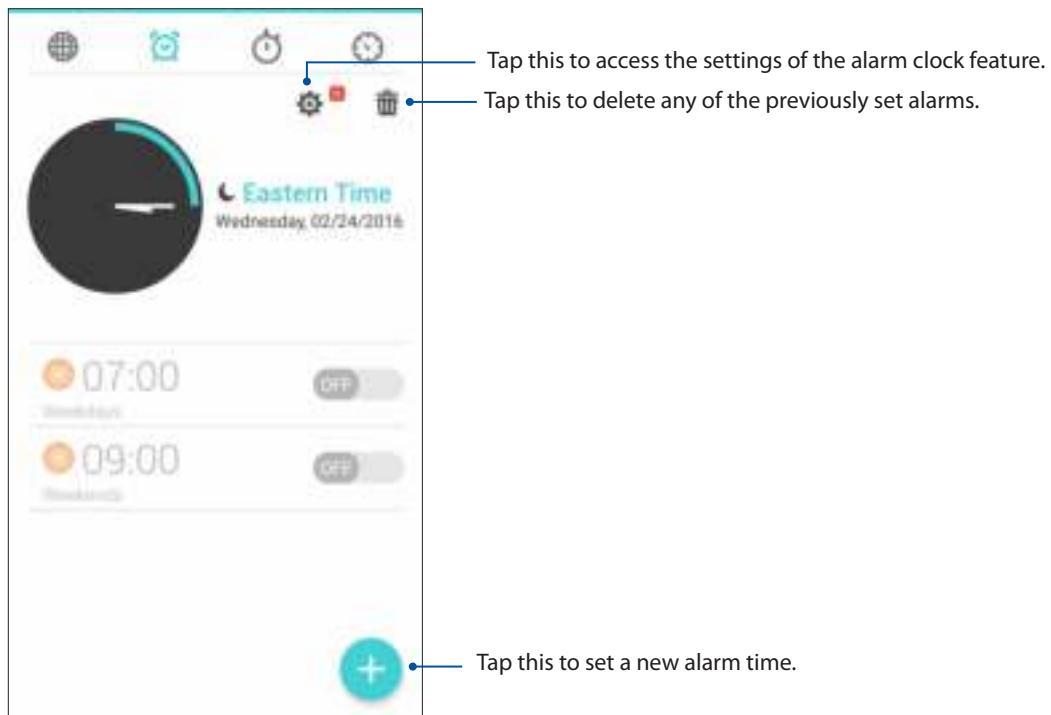 Tap this to access the settings of the alarm clock feature.
Tap this to delete any of the previously set alarms.
Eastern Time
Wednesday, 02/24/2016
07:00
OFF
Weekdays
09:00
OFF
Weekends
Tap this to set a new alarm time.